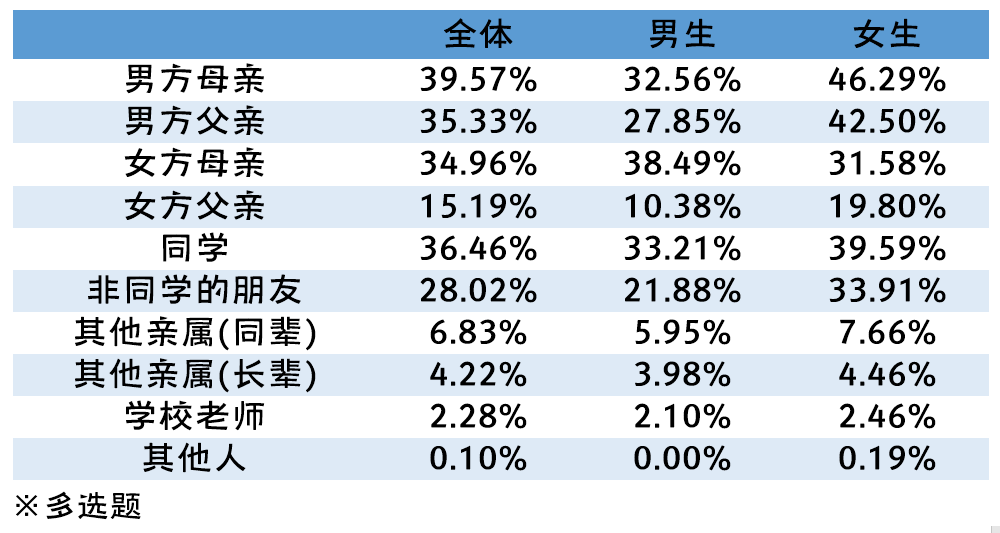 全体 男生 女生
男方母亲 39.57% 32.56% 46.29%
男方父亲 35.33% 27.85% 42.50%
女方母亲 34.96% 38.49% 31.58%
女方父亲 15.19% 10.38% 19.80%
同学 36.46% 33.21% 39.59%
非同学的朋友 28.02% 21.88% 33.91%
其他亲属(同辈) 6.83% 5.95% 7.66%
其他亲属(长辈) 4.22% 3.98% 4.46%
学校老师 2.28% 2.10% 2.46%
其他人 0.10% 0.00% 0.19%
※多选题